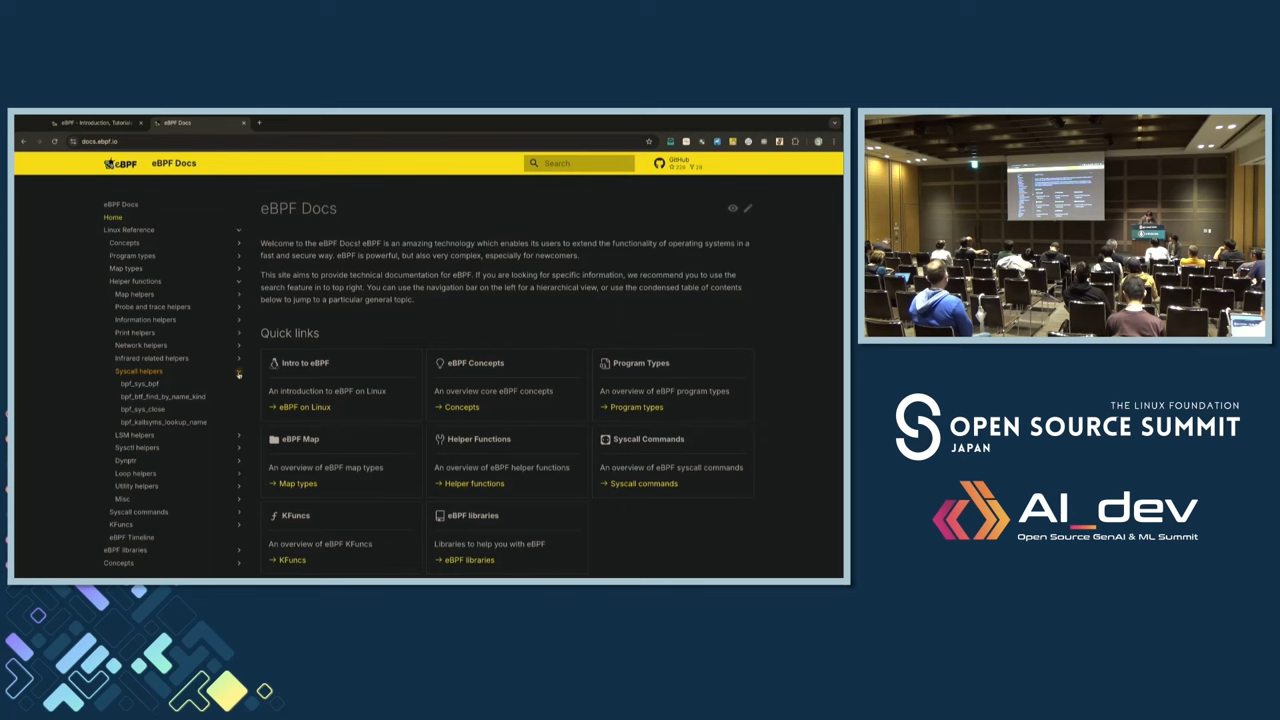 eBPF - Introduction, Tutorials
eBPF Docs
docs.ebpf.io
eBPF
eBPF Docs
Search
GitHub
eBPF Docs
Home
Linux Reference
Concepts
Program types
Map types
Helper functions
Map helpers
Probe and trace helpers
Information helpers
Print helpers
Network helpers
Infrared related helpers
Syscall helpers
bpf_sys_bpf
bpf_btf_find_by_name_kind
bpf_sys_close
bpf_kallsyms_lookup_name
LSM helpers
Sysctl helpers
Dynptr
Loop helpers
Utility helpers
Misc
Syscall commands
KFuncs
eBPF Timeline
eBPF libraries
Concepts
eBPF Docs
Welcome to the eBPF Docs! eBPF is an amazing technology which enables its users to extend the functionality of operating systems in a
fast and secure way. eBPF is powerful, but also very complex, especially for newcomers.
This site aims to provide technical documentation for eBPF. If you are looking for specific information, we recommend you to use the
search feature in to top right. You can use the navigation bar on the left for a hierarchical view, or use the condensed table of contents
below to jump to a particular general topic.
Quick links
Intro to eBPF
An introduction to eBPF on Linux
→ eBPF on Linux
eBPF Concepts
An overview core eBPF concepts
→ Concepts
Program Types
An overview of eBPF program types
→ Program types
eBPF Map
An overview of eBPF map types
→ Map types
Helper Functions
An overview of eBPF helper functions
→ Helper functions
Syscall Commands
An overview of eBPF syscall commands
→ Syscall commands
KFuncs
An overview of eBPF KFuncs
→ KFuncs
eBPF libraries
Libraries to help you with eBPF
→ eBPF libraries
THE LINUX FOUNDATION
OPEN SOURCE SUMMIT
JAPAN
AI_dev
Open Source GenAI & ML Summit